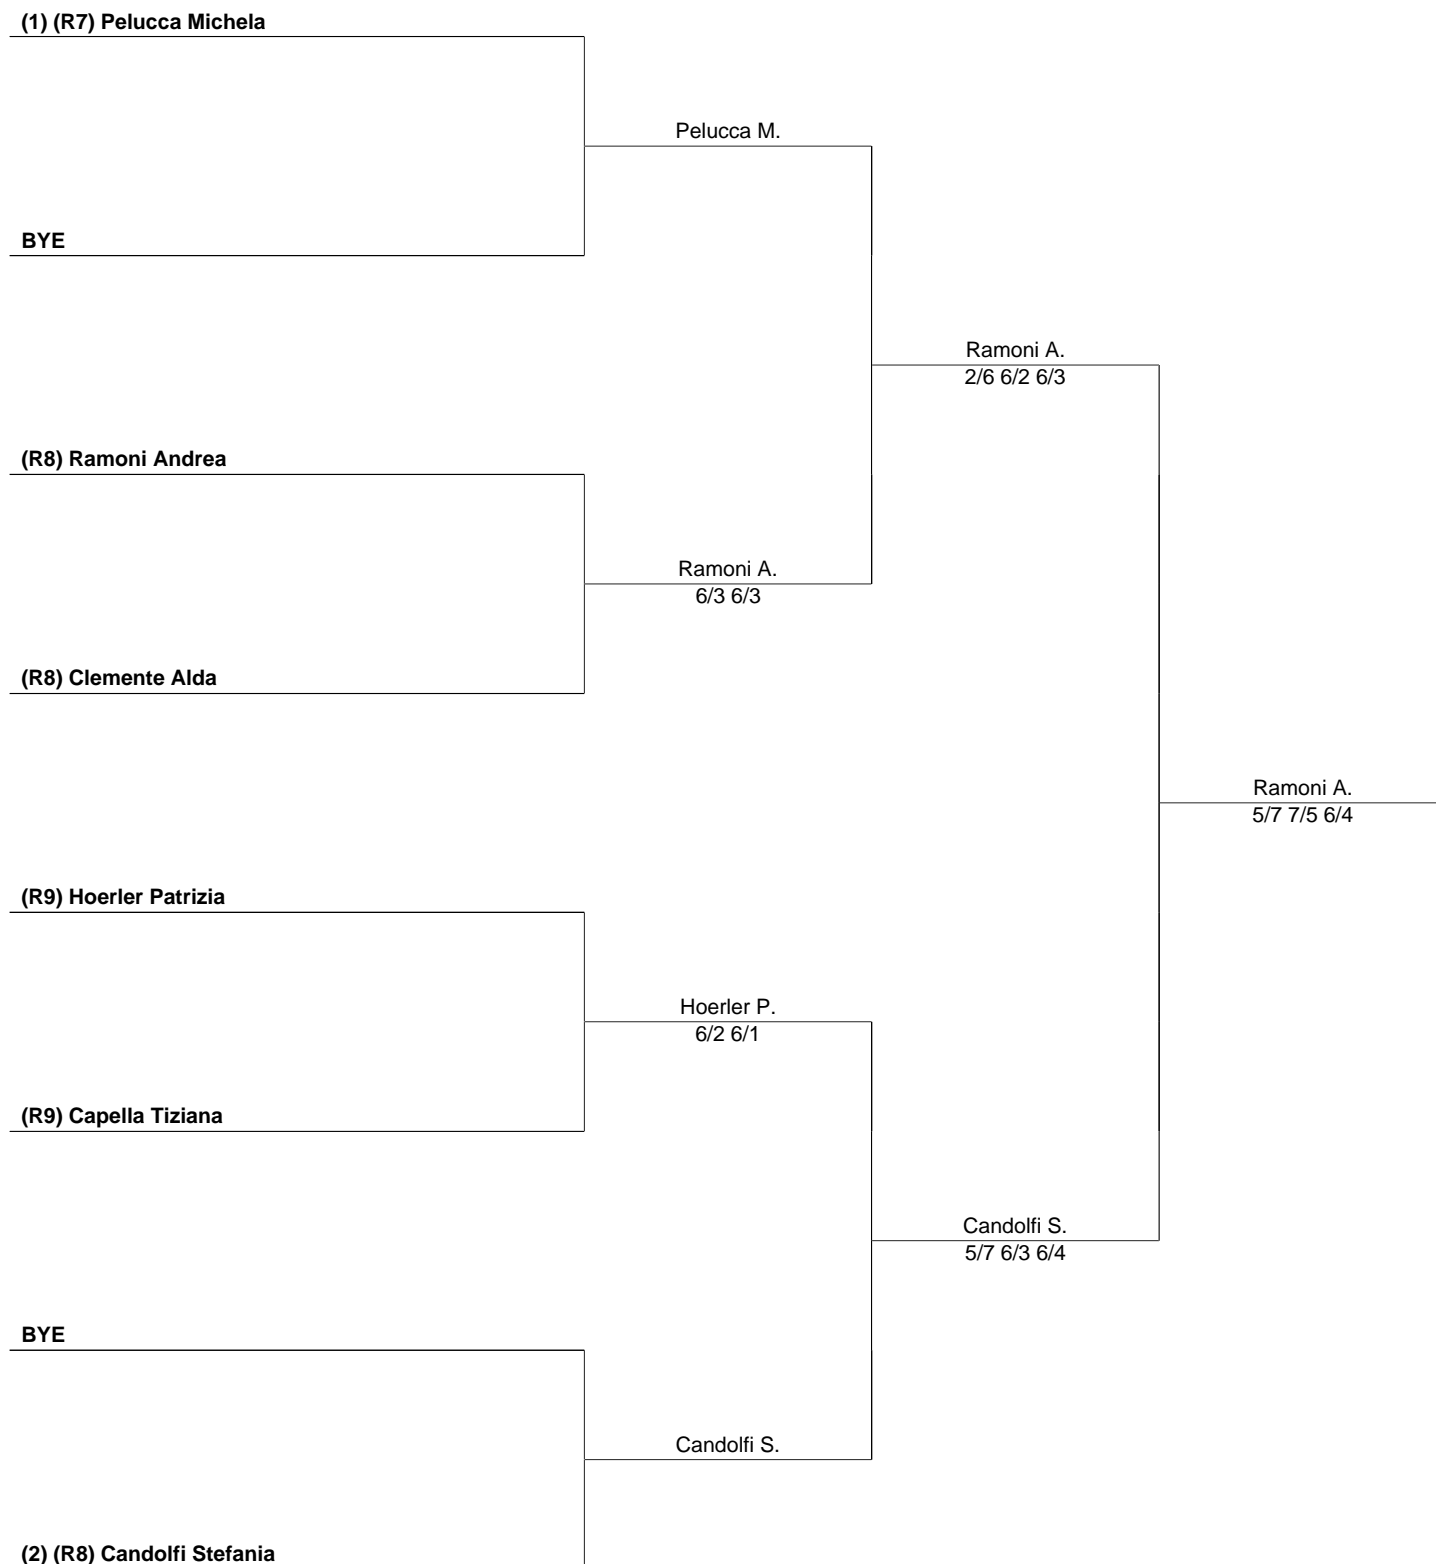 (1) (R7) Pelucca Michela
Pelucca M.
BYE
Ramoni A.
2/6 6/2 6/3
(R8) Ramoni Andrea
Ramoni A.
6/3 6/3
(R8) Clemente Alda
Ramoni A.
5/7 7/5 6/4
(R9) Hoerler Patrizia
Hoerler P.
6/2 6/1
(R9) Capella Tiziana
Candolfi S.
5/7 6/3 6/4
BYE
Candolfi S.
(2) (R8) Candolfi Stefania